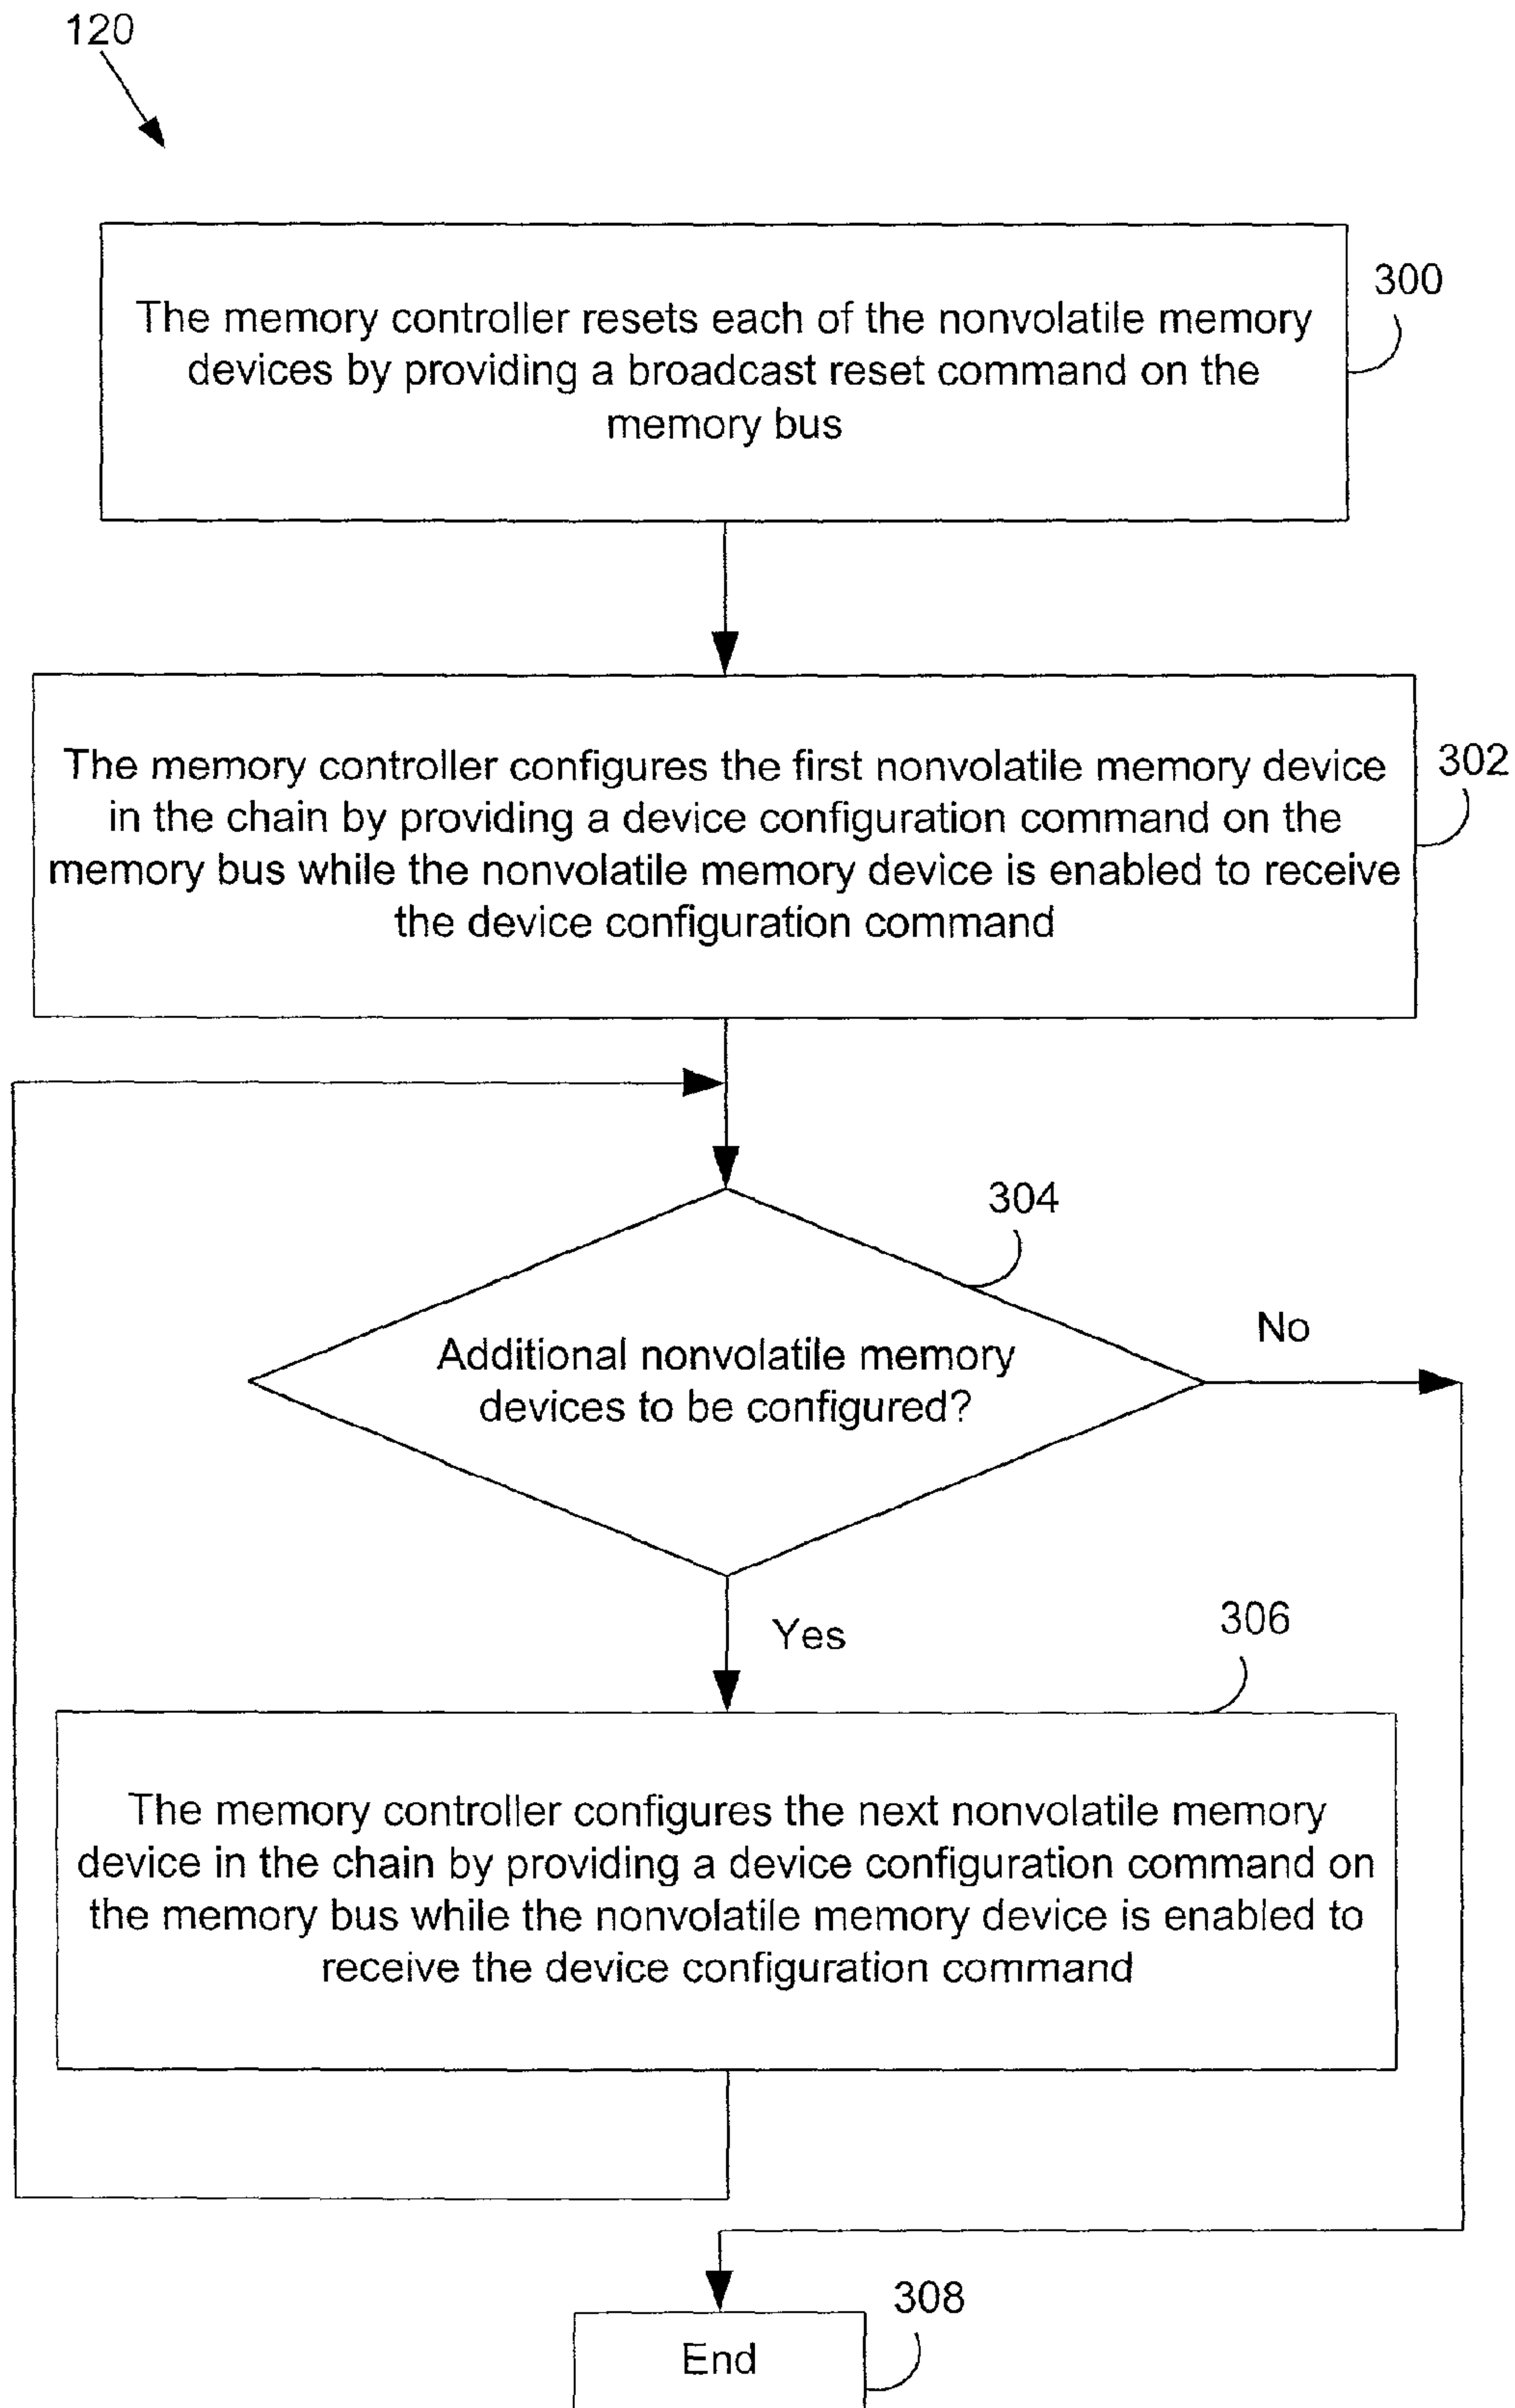 120
300
The memory controller resets each of the nonvolatile memory
devices by providing a broadcast reset command on the
memory bus
302
The memory controller configures the first nonvolatile memory device
in the chain by providing a device configuration command on the
memory bus while the nonvolatile memory device is enabled to receive
the device configuration command
304
Additional nonvolatile memory
devices to be configured?
No
Yes
306
The memory controller configures the next nonvolatile memory
device in the chain by providing a device configuration command on
the memory bus while the nonvolatile memory device is enabled to
receive the device configuration command
308
End